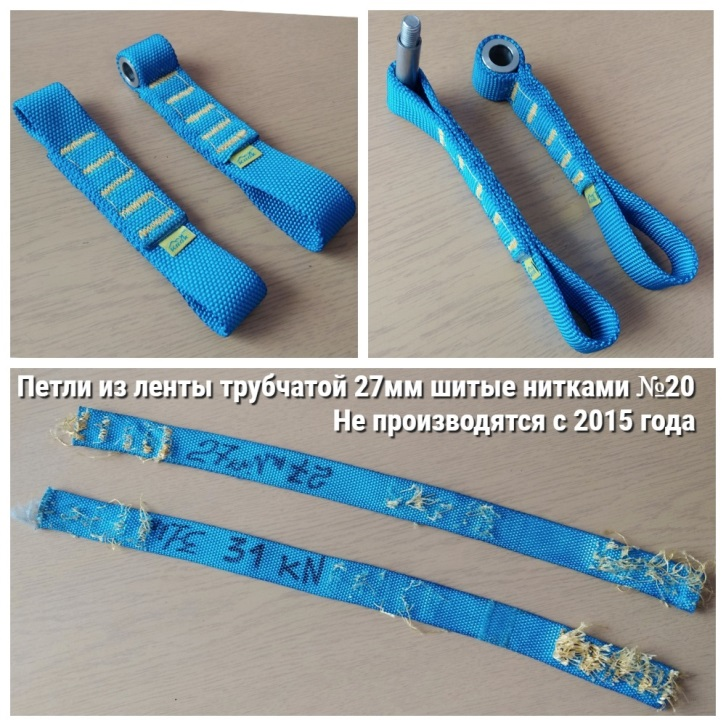 Петли из ленты трубчатой 27мм шитые нитками №20
Не производятся с 2015 года
31 kN